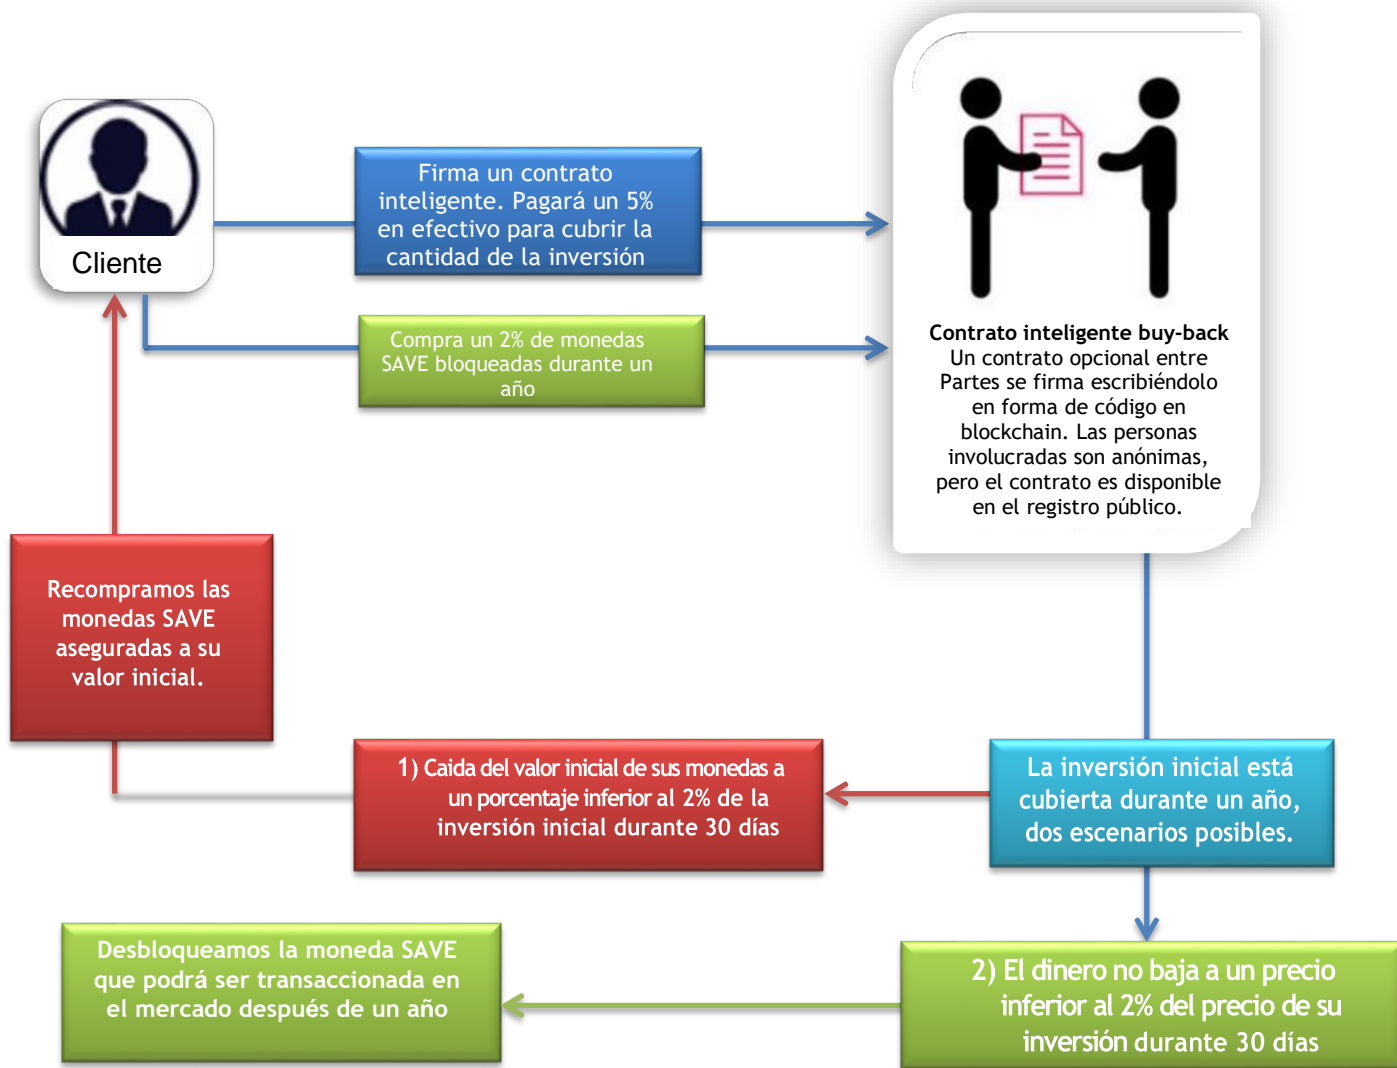 Cliente
Firma un contrato
inteligente. Pagará un 5%
en efectivo para cubrir la
cantidad de la inversión
Compra un 2% de monedas
SAVE bloqueadas durante un
año
Contrato inteligente buy-back
Un contrato opcional entre
Partes se firma escribiéndolo
en forma de código en
blockchain. Las personas
involucradas son anónimas,
pero el contrato es disponible
en el registro público.
Recompramos las
monedas SAVE
aseguradas a su
valor inicial.
1) Caida del valor inicial de sus monedas a
un porcentaje inferior al 2% de la
inversión inicial durante 30 días
La inversión inicial está
cubierta durante un año,
dos escenarios posibles.
Desbloqueamos la moneda SAVE
que podrá ser transaccionada en
el mercado después de un año
2) El dinero no baja a un precio
inferior al 2% del precio de su
inversión durante 30 días